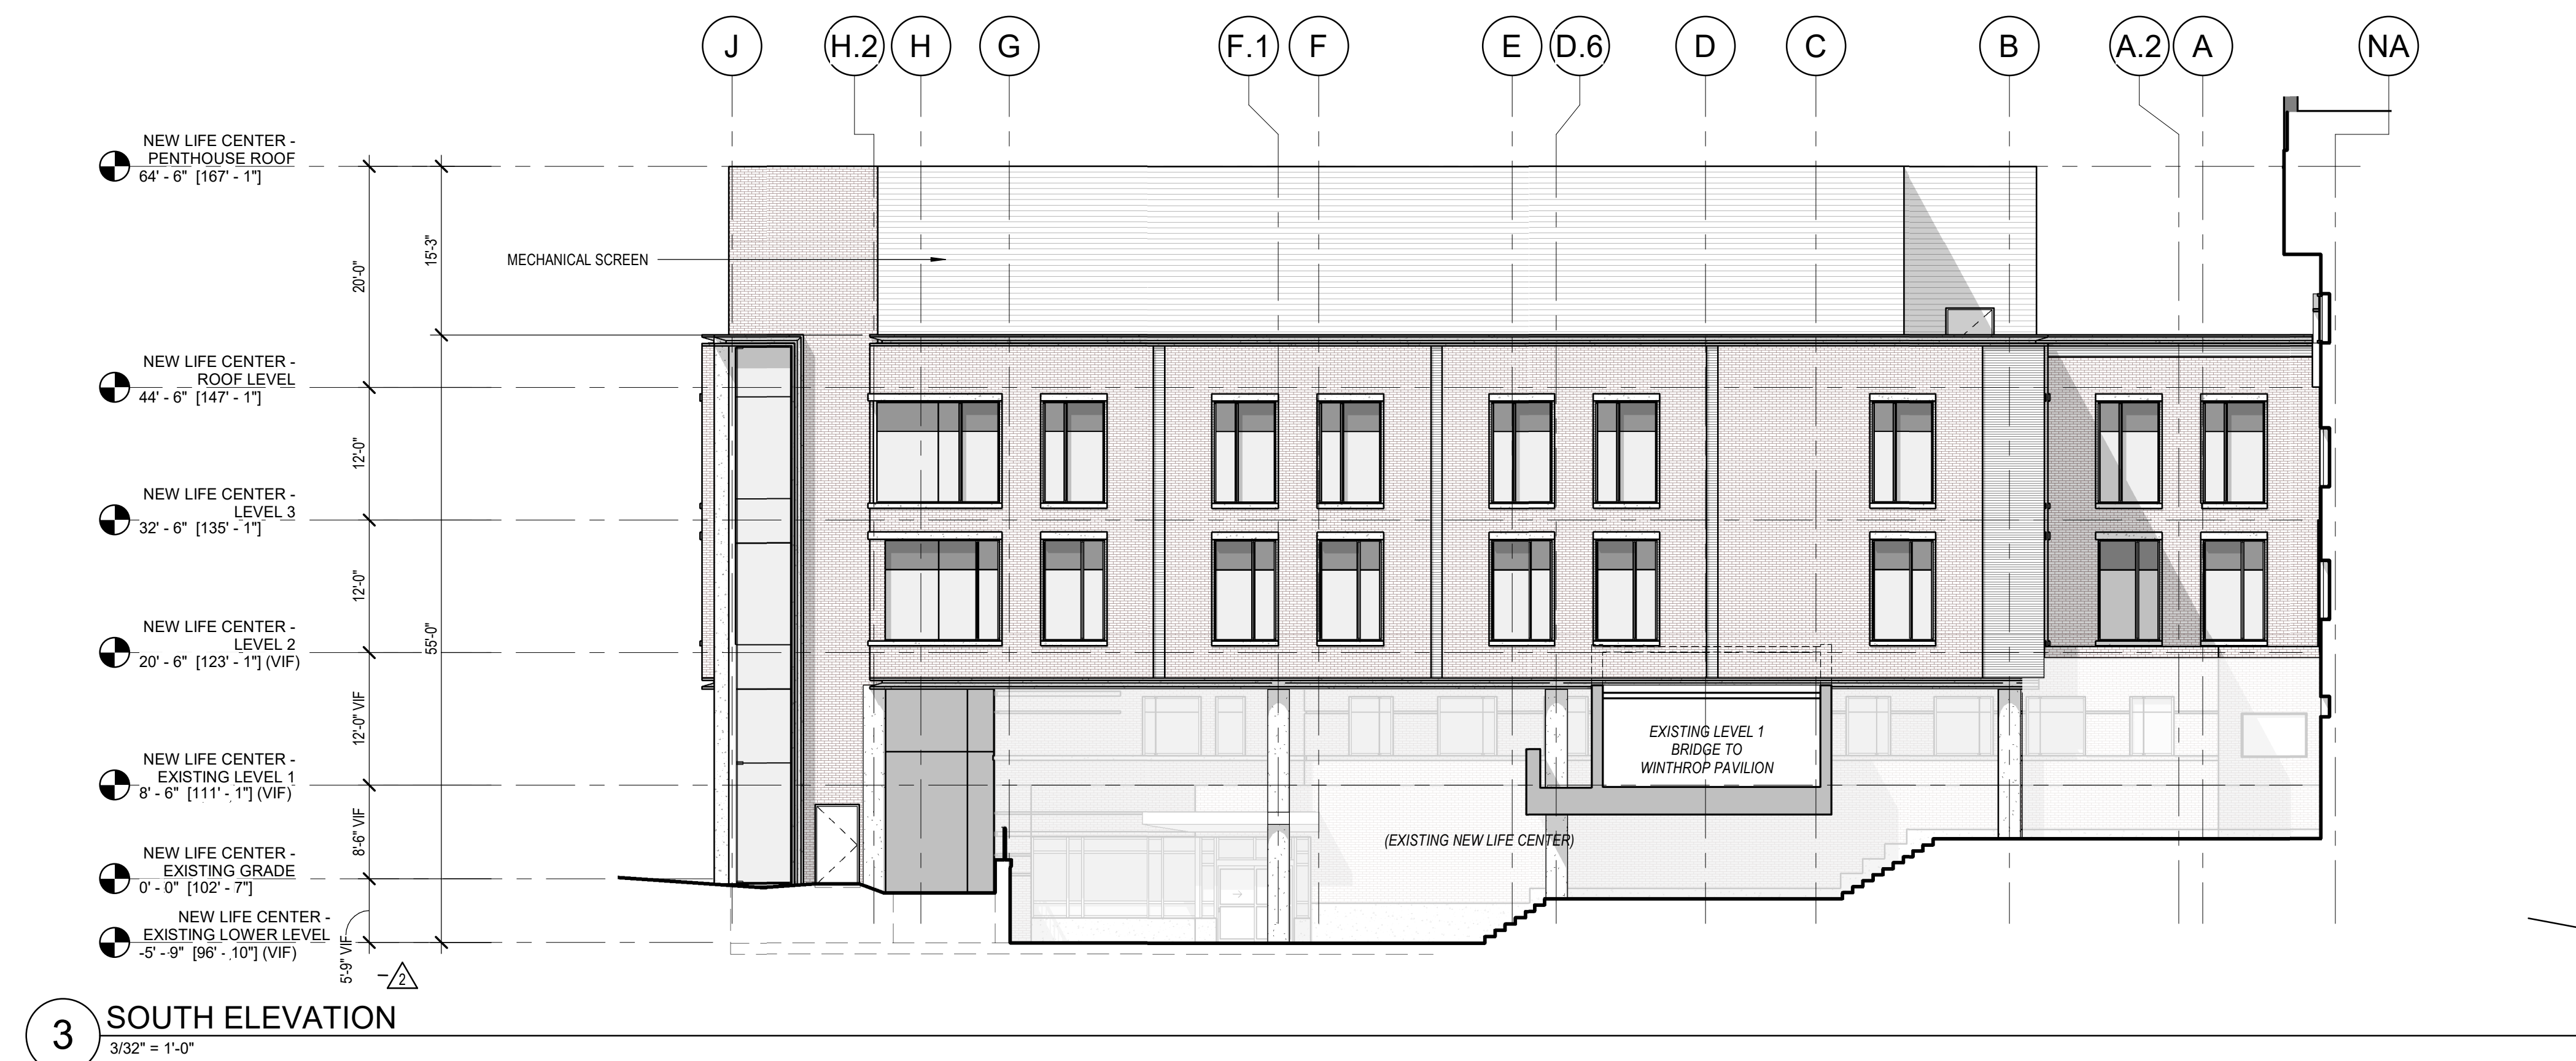 J
H.2
H
G
F.1
F
E
D.6
D
C
B
A.2
A
NA
NEW LIFE CENTER -
PENTHOUSE ROOF
64' - 6" [167' - 1"]
20'-0"
15'-3"
MECHANICAL SCREEN
NEW LIFE CENTER -
ROOF LEVEL
44' - 6" [147' - 1"]
12'-0"
NEW LIFE CENTER -
LEVEL 3
32' - 6" [135' - 1"]
12'-0"
55'-0"
NEW LIFE CENTER -
LEVEL 2
20' - 6" [123' - 1"] (VIF)
12'-0" VIF
EXISTING LEVEL 1
BRIDGE TO
WINTHROP PAVILION
NEW LIFE CENTER -
EXISTING LEVEL 1
8' - 6" [111' - 1"] (VIF)
8'-6" VIF
(EXISTING NEW LIFE CENTER)
NEW LIFE CENTER -
EXISTING GRADE
0' - 0" [102' - 7"]
NEW LIFE CENTER -
EXISTING LOWER LEVEL
-5' - 9" [96' - 10"] (VIF)
5'-9" VIF
2
3
SOUTH ELEVATION
3/32" = 1'-0"